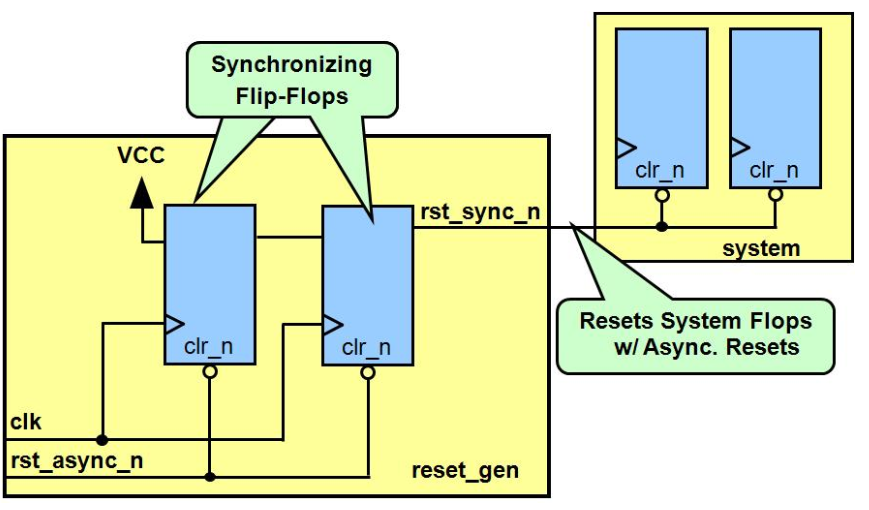 Synchronizing
Flip-Flops
VCC
clr_n
clr_n
rst_sync_n
clr_n
clr_n
system
Resets System Flops
w/ Async. Resets
clk
rst_async_n
reset_gen